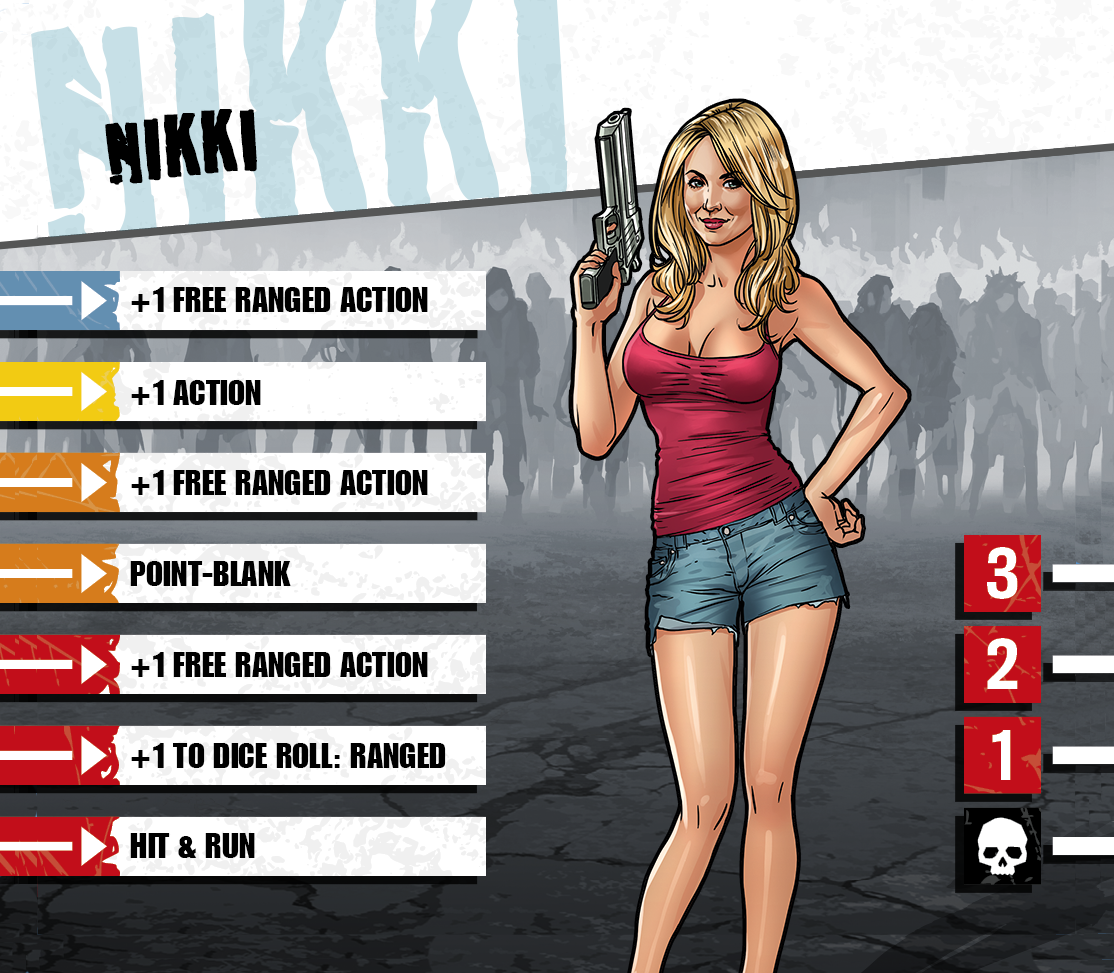 NIKKI
NIKKI
+1 FREE RANGED ACTION
+1 ACTION
+1 FREE RANGED ACTION
POINT-BLANK
+1 FREE RANGED ACTION
+1 TO DICE ROLL: RANGED
HIT & RUN
3
2
1